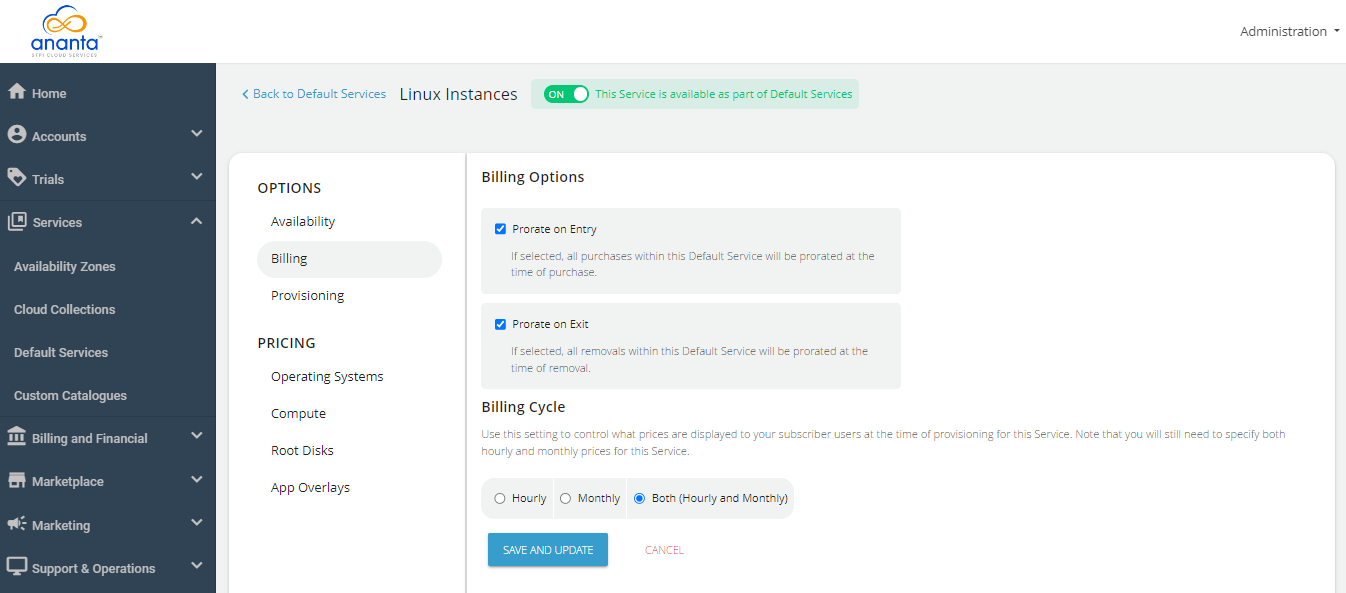 ananta
STPI CLOUD SERVICES
Administration
Home
Accounts
Trials
Services
Availability Zones
Cloud Collections
Default Services
Custom Catalogues
Billing and Financial
Marketplace
Marketing
Support & Operations
Back to Default Services
Linux Instances
ON
This Service is available as part of Default Services
OPTIONS
Availability
Billing
Provisioning
PRICING
Operating Systems
Compute
Root Disks
App Overlays
Billing Options
Prorate on Entry
If selected, all purchases within this Default Service will be prorated at the
time of purchase.
Prorate on Exit
If selected, all removals within this Default Service will be prorated at the
time of removal.
Billing Cycle
Use this setting to control what prices are displayed to your subscriber users at the time of provisioning for this Service. Note that you will still need to specify both
hourly and monthly prices for this Service.
Hourly
Monthly
Both (Hourly and Monthly)
SAVE AND UPDATE
CANCEL